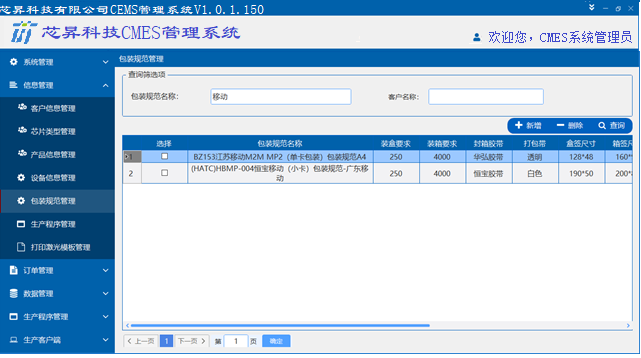 芯昇科技有限公司CEMS管理系统V1.0.1.150
芯昇科技CMES管理系统
欢迎您，CMES系统管理员
系统管理
信息管理
客户信息管理
芯片类型管理
产品信息管理
设备信息管理
包装规范管理
生产程序管理
打印激光模板管理
订单管理
数据管理
生产程序管理
生产客户端
包装规范管理
查询筛选项
包装规范名称： 移动 客户名称：
新增 删除 查询
选择 包装规范名称 装盒要求 装箱要求 封箱胶带 打包带 盒签尺寸 箱签尺
1 BZ153江苏移动M2M MP2（单卡包装）包装规范A4 250 4000 华弘胶带 透明 128*48 160*
2 (HATC)HBMP-004恒宝移动（小卡）包装规范-广东移动 250 4000 恒宝胶带 白色 190*50 200*
上一页 1 下一页 第 1 页 确定